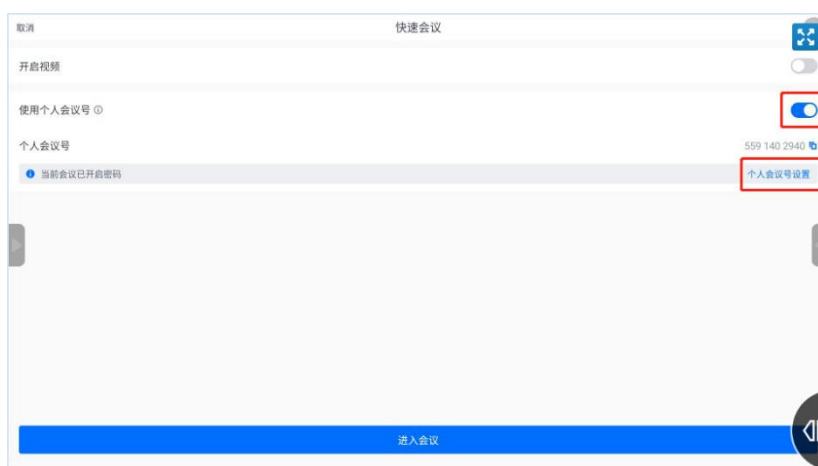 取消
快速会议
开启视频
使用个人会议号
个人会议号
559 140 2940
当前会议已开启密码
个人会议号设置
进入会议